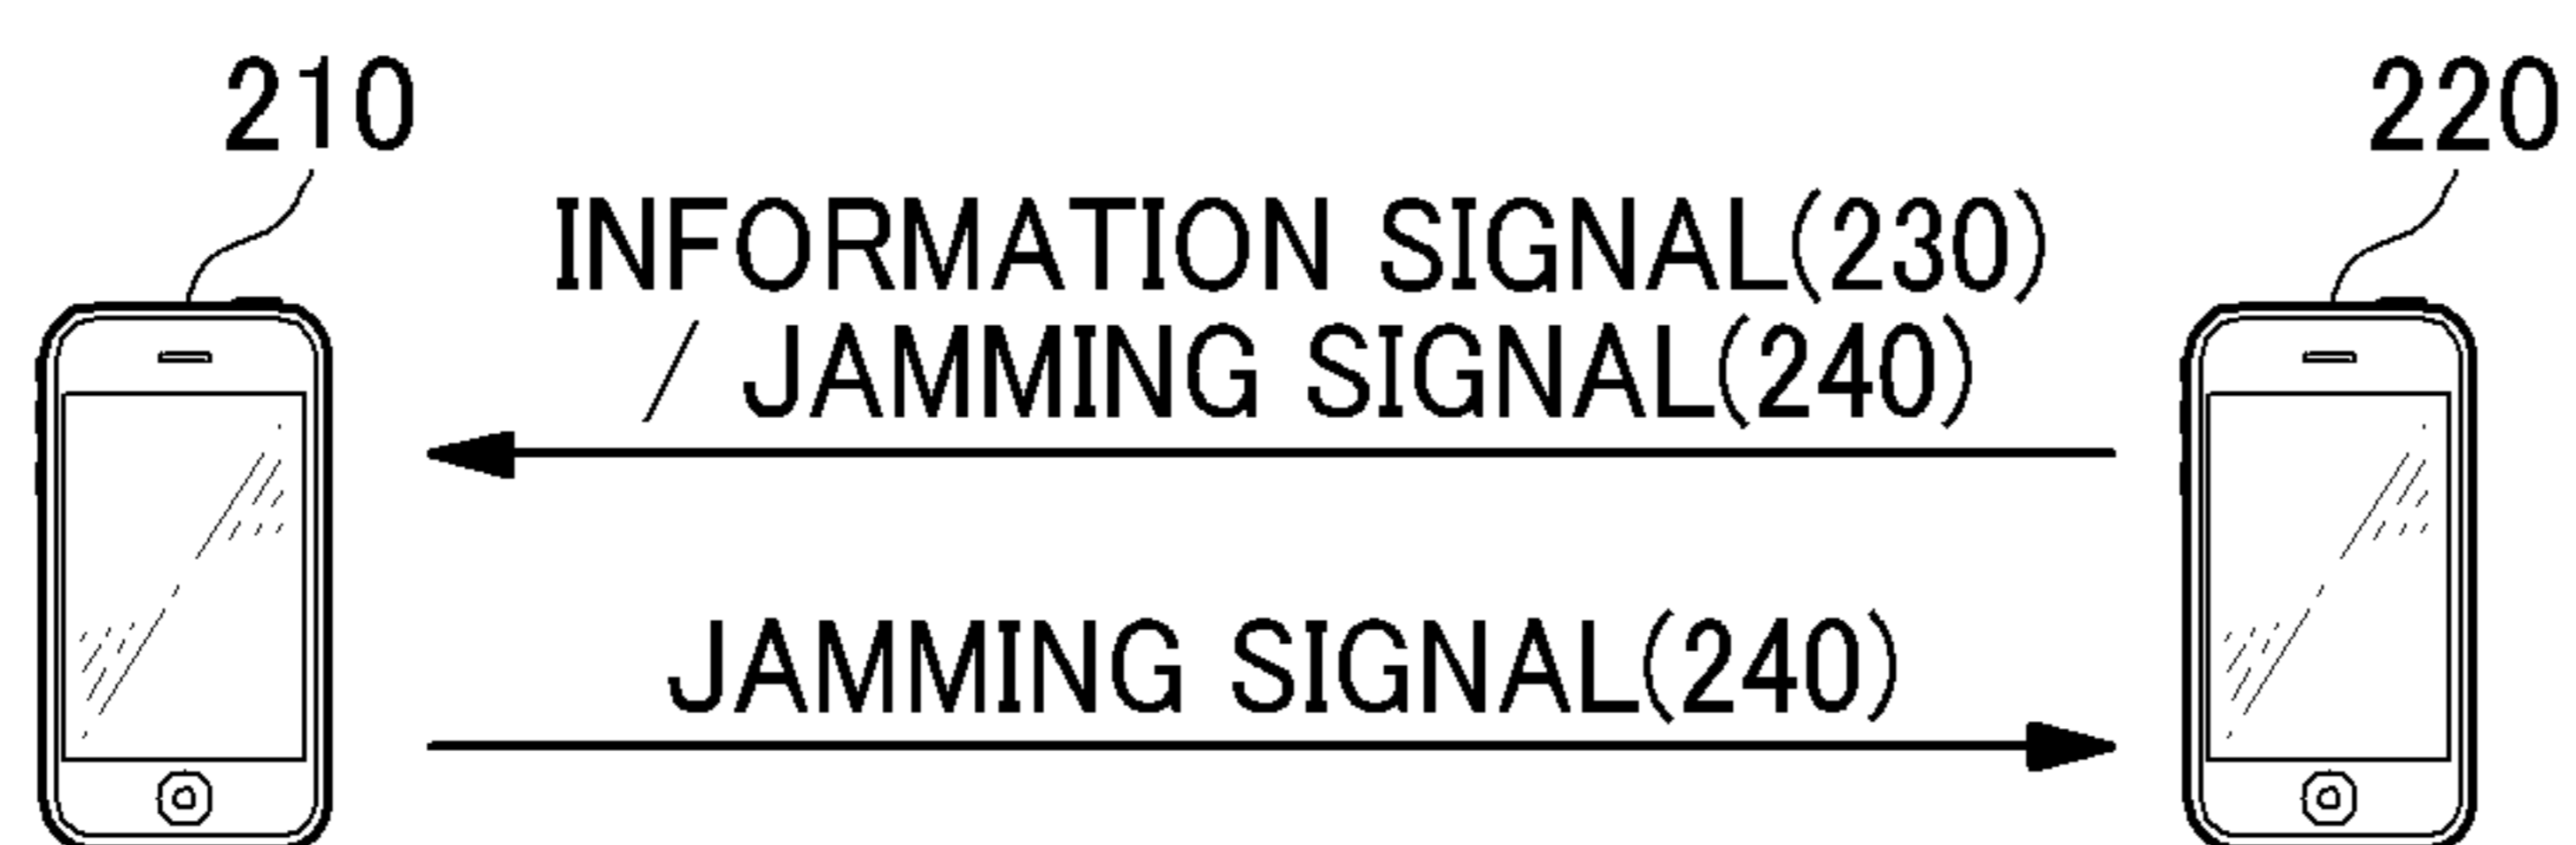 210
220
INFORMATION SIGNAL(230)
/ JAMMING SIGNAL(240)
JAMMING SIGNAL(240)